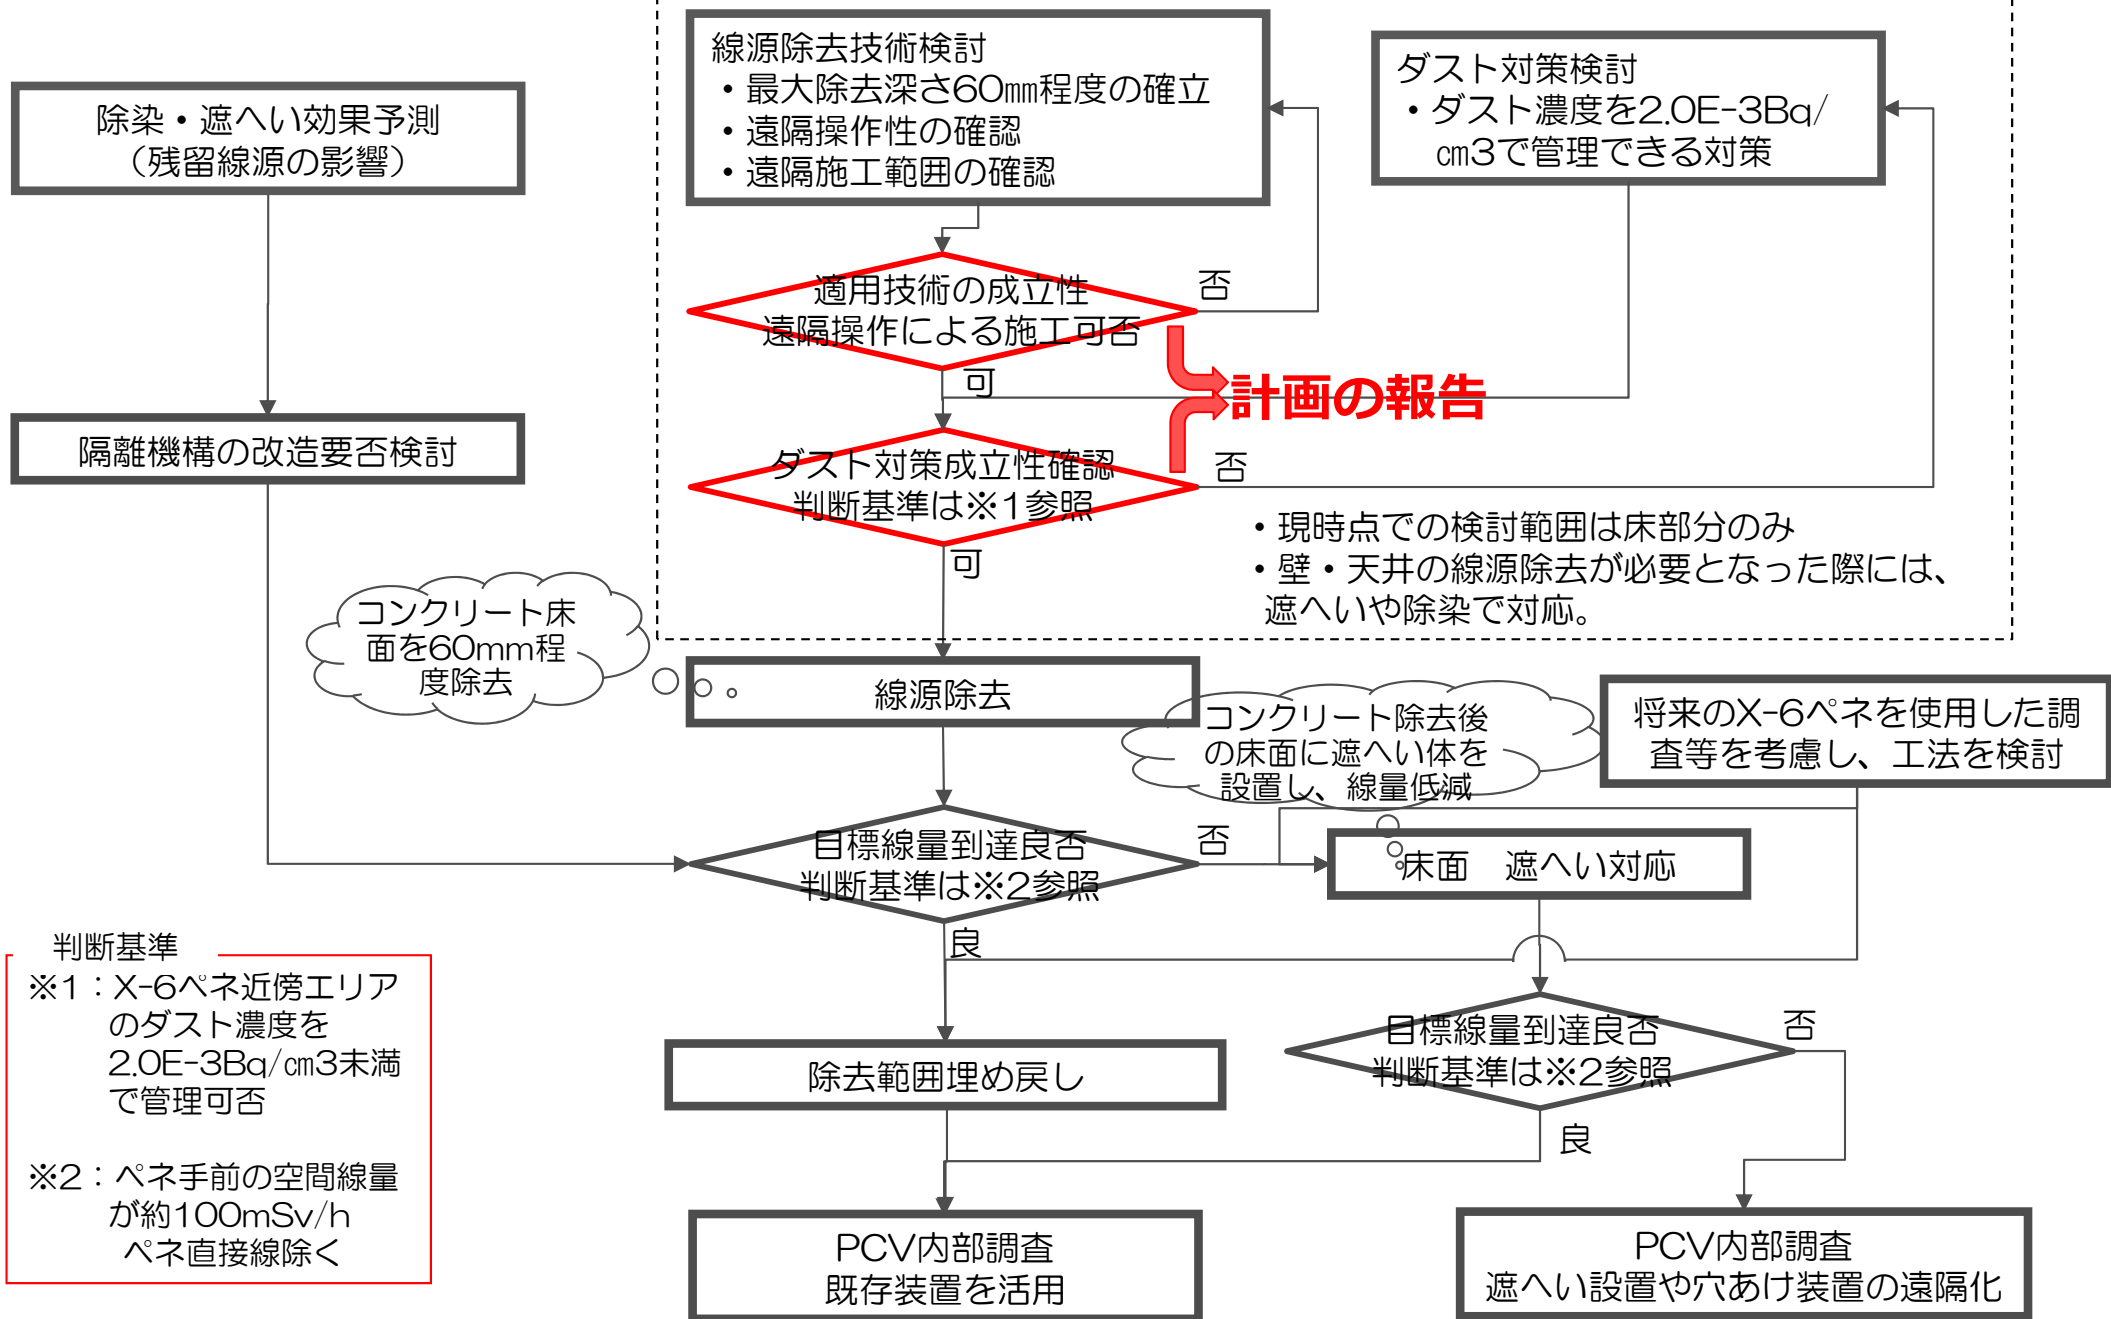 線源除去技術検討
・最大除去深さ60㎜程度の確立
・遠隔操作性の確認
・遠隔施工範囲の確認
ダスト対策検討
・ダスト濃度を2.0E-3Bq/
㎝3で管理できる対策
除染・遮へい効果予測
（残留線源の影響）
適用技術の成立性
遠隔操作による施工可否
否
可
計画の報告
隔離機構の改造要否検討
ダスト対策成立性確認
判断基準は※1参照
否
可
・現時点での検討範囲は床部分のみ
・壁・天井の線源除去が必要となった際には、
遮へいや除染で対応。
コンクリート床
面を60mm程
度除去
線源除去
コンクリート除去後
の床面に遮へい体を
設置し、線量低減
将来のX-6ペネを使用した調
査等を考慮し、工法を検討
目標線量到達良否
判断基準は※2参照
否
良
床面　遮へい対応
判断基準
※1：X-6ペネ近傍エリア
のダスト濃度を
2.0E-3Bq/㎝3未満
で管理可否
※2：ペネ手前の空間線量
が約100mSv/h
ペネ直接線除く
除去範囲埋め戻し
目標線量到達良否
判断基準は※2参照
否
良
PCV内部調査
既存装置を活用
PCV内部調査
遮へい設置や穴あけ装置の遠隔化